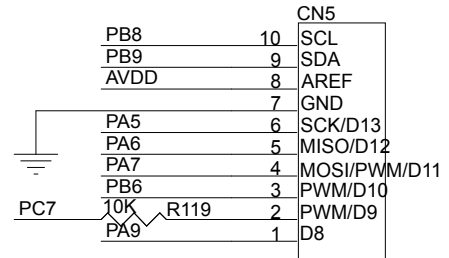 CN5
PB8 10 SCL
PB9 9 SDA
AVDD 8 AREF
7 GND
PA5 6 SCK/D13
PA6 5 MISO/D12
PA7 4 MOSI/PWM/D11
PB6 3 PWM/D10
PC7 10K R119 2 PWM/D9
PA9 1 D8